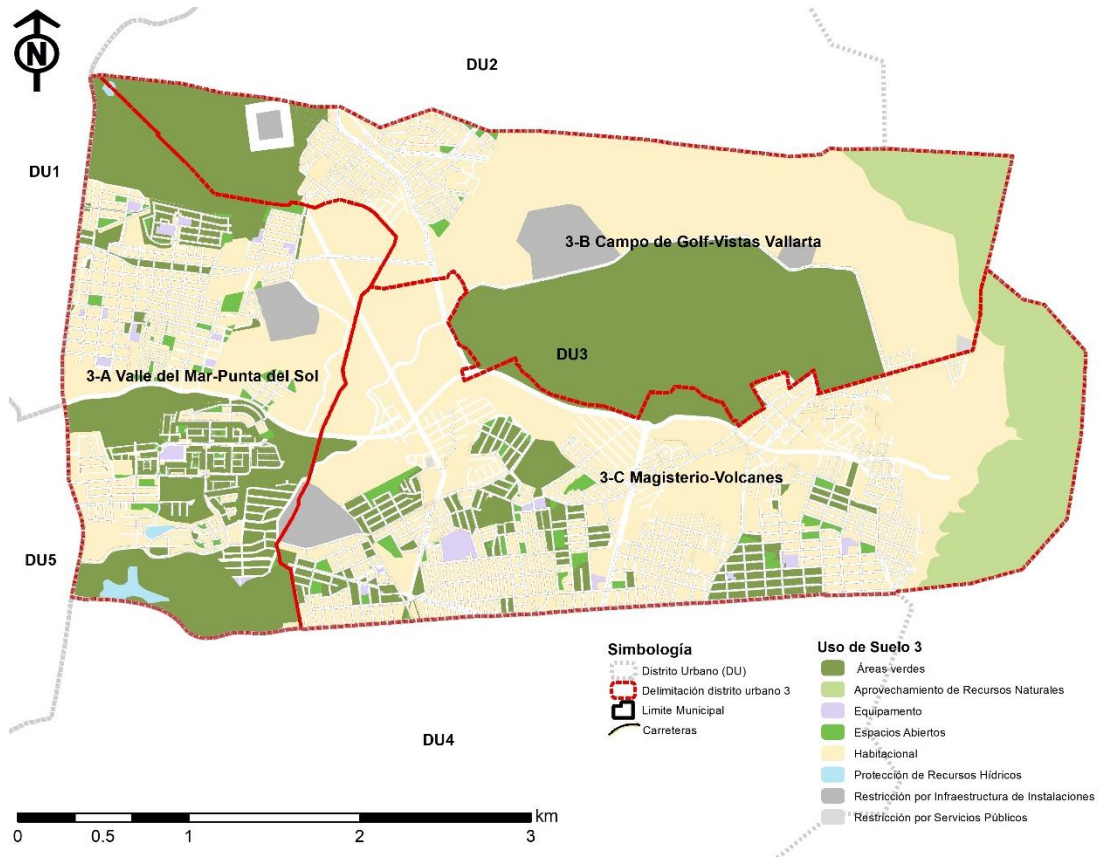 N
DU2
DU1
3-B Campo de Golf-Vistas Vallarta
DU3
3-A Valle del Mar-Punta del Sol
3-C Magisterio-Volcanes
DU5
DU4
Simbología
Distrito Urbano (DU)
Delimitación distrito urbano 3
Limite Municipal
Carreteras
Uso de Suelo 3
Áreas verdes
Aprovechamiento de Recursos Naturales
Equipamento
Espacios Abiertos
Habitacional
Protección de Recursos Hídricos
Restricción por Infraestructura de Instalaciones
Restricción por Servicios Públicos
km
0 0.5 1 2 3